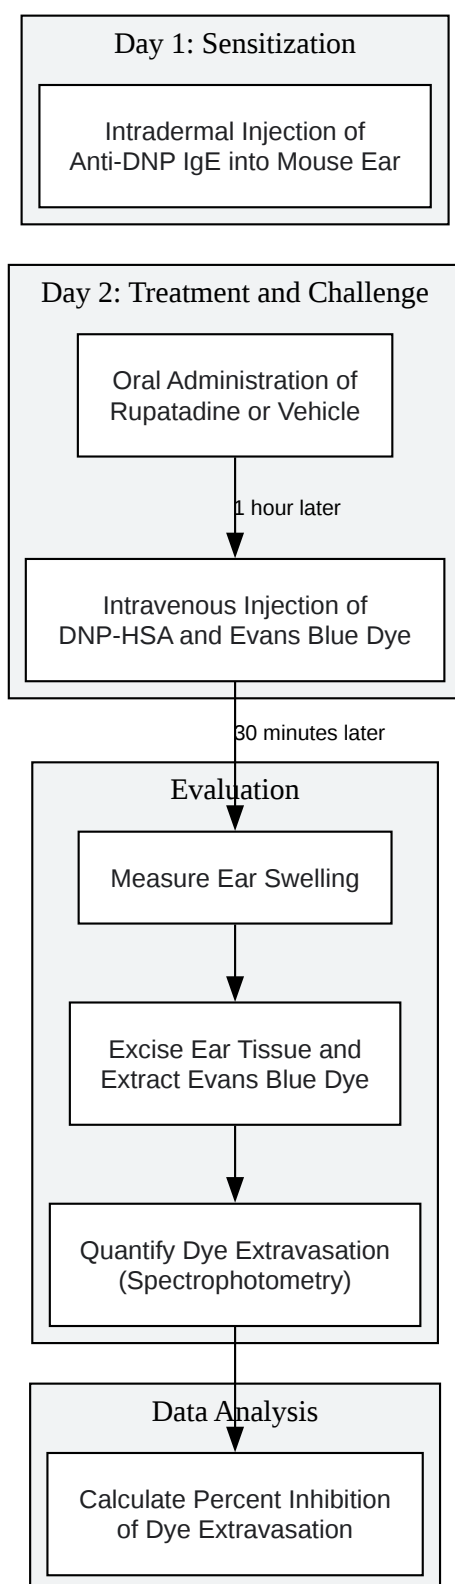 Day 1: Sensitization
Intradermal Injection of
Anti-DNP IgE into Mouse Ear
Day 2: Treatment and Challenge
Oral Administration of
Rupatadine or Vehicle
1 hour later
Intravenous Injection of
DNP-HSA and Evans Blue Dye
30 minutes later
Evaluation
Measure Ear Swelling
Excise Ear Tissue and
Extract Evans Blue Dye
Quantify Dye Extravasation
(Spectrophotometry)
Data Analysis
Calculate Percent Inhibition
of Dye Extravasation